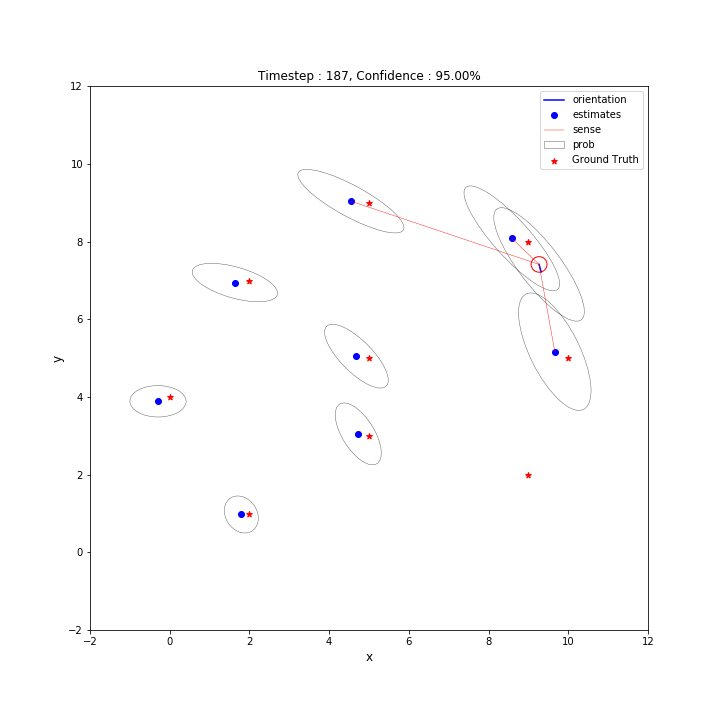 Timestep : 187, Confidence : 95.00%
orientation
estimates
sense
prob
Ground Truth
12
10
8
6
4
2
0
−2
y
−2 0 2 4 6 8 10 12
x